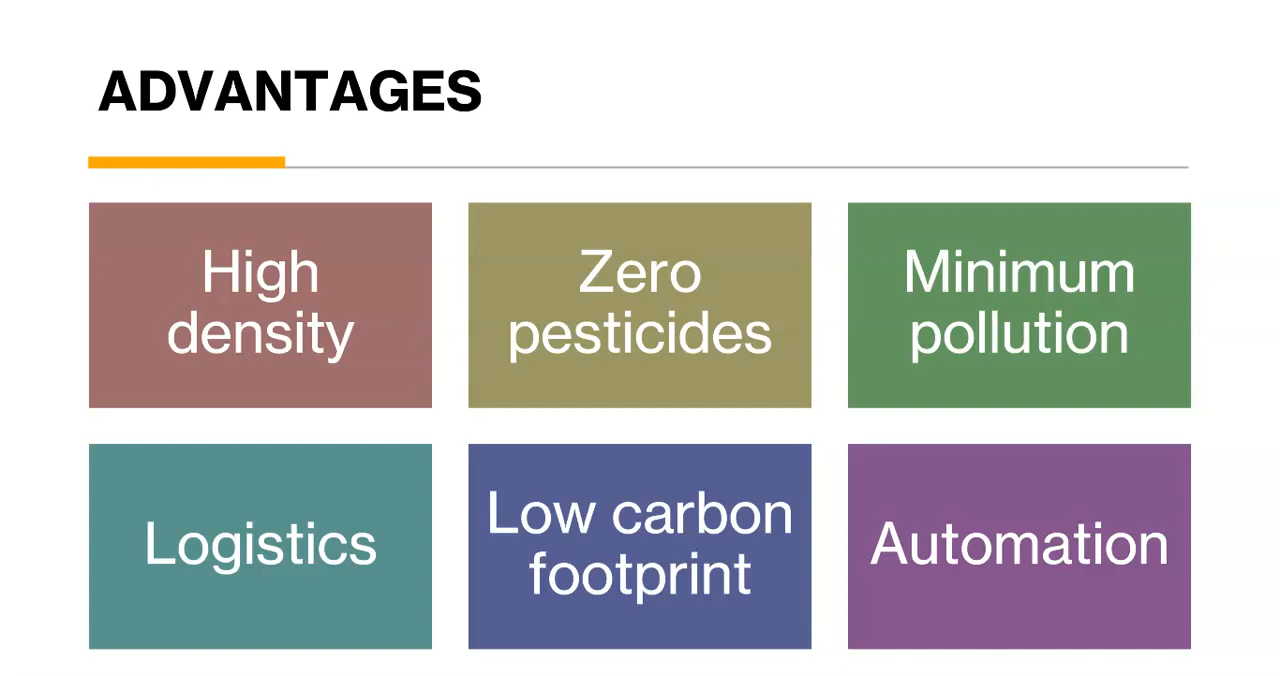 ADVANTAGES
High
density
Zero
pesticides
Minimum
pollution
Logistics
Low carbon
footprint
Automation